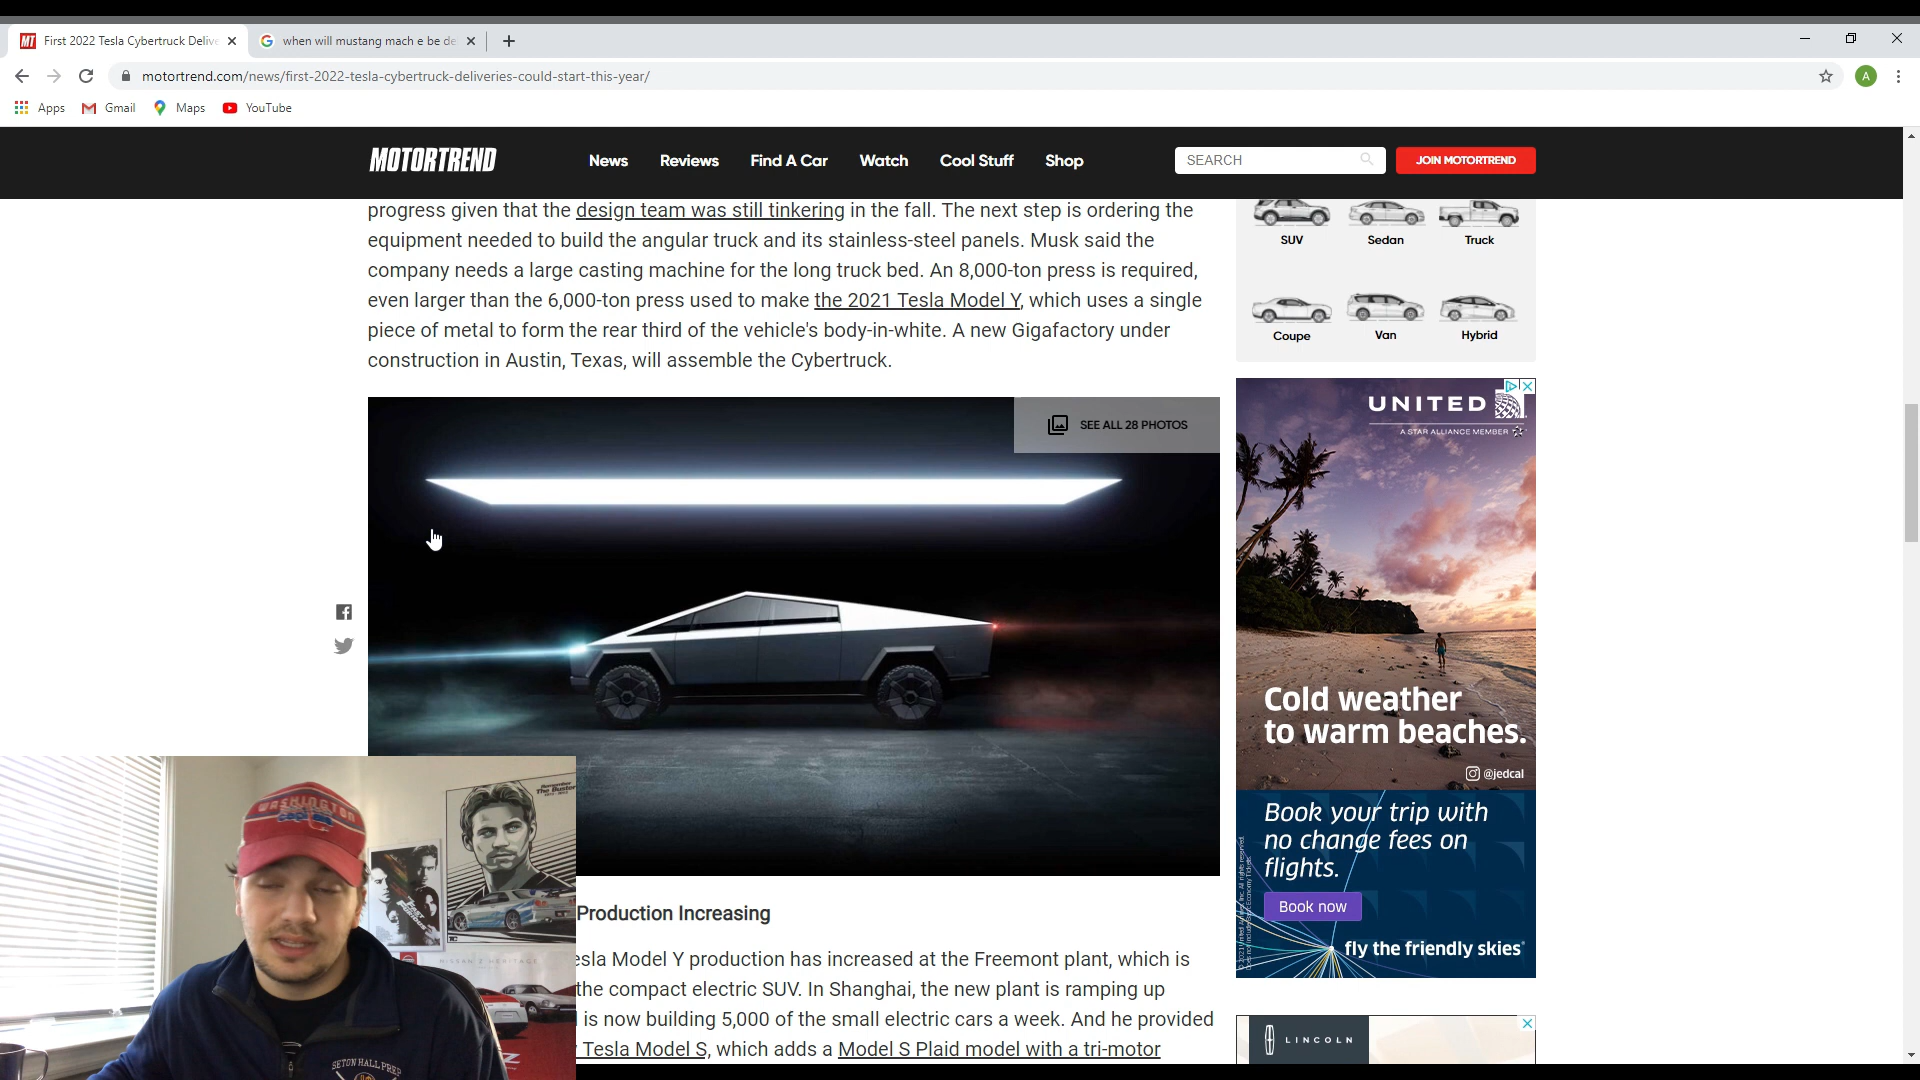 First 2022 Tesla Cybertruck Delive
when will mustang mach e be de
motortrend.com/news/first-2022-tesla-cybertruck-deliveries-could-start-this-year/
A
Apps
Gmail
Maps
YouTube
MOTORTREND
News
Reviews
Find A Car
Watch
Cool Stuff
Shop
SEARCH
JOIN MOTORTREND
progress given that the design team was still tinkering in the fall. The next step is ordering the
equipment needed to build the angular truck and its stainless-steel panels. Musk said the
company needs a large casting machine for the long truck bed. An 8,000-ton press is required,
even larger than the 6,000-ton press used to make the 2021 Tesla Model Y, which uses a single
piece of metal to form the rear third of the vehicle's body-in-white. A new Gigafactory under
construction in Austin, Texas, will assemble the Cybertruck.
SEE ALL 28 PHOTOS
Production Increasing
esla Model Y production has increased at the Freemont plant, which is
the compact electric SUV. In Shanghai, the new plant is ramping up
is now building 5,000 of the small electric cars a week. And he provided
Tesla Model S, which adds a Model S Plaid model with a tri-motor
SUV
Sedan
Truck
Coupe
Van
Hybrid
UNITED
A STAR ALLIANCE MEMBER
Cold weather
to warm beaches.
@jedcal
Book your trip with
no change fees on
flights.
Book now
fly the friendly skies
LINCOLN
WASHINGTON
The Buster
NISSAN Z HERITAGE
SETON HALL PREP